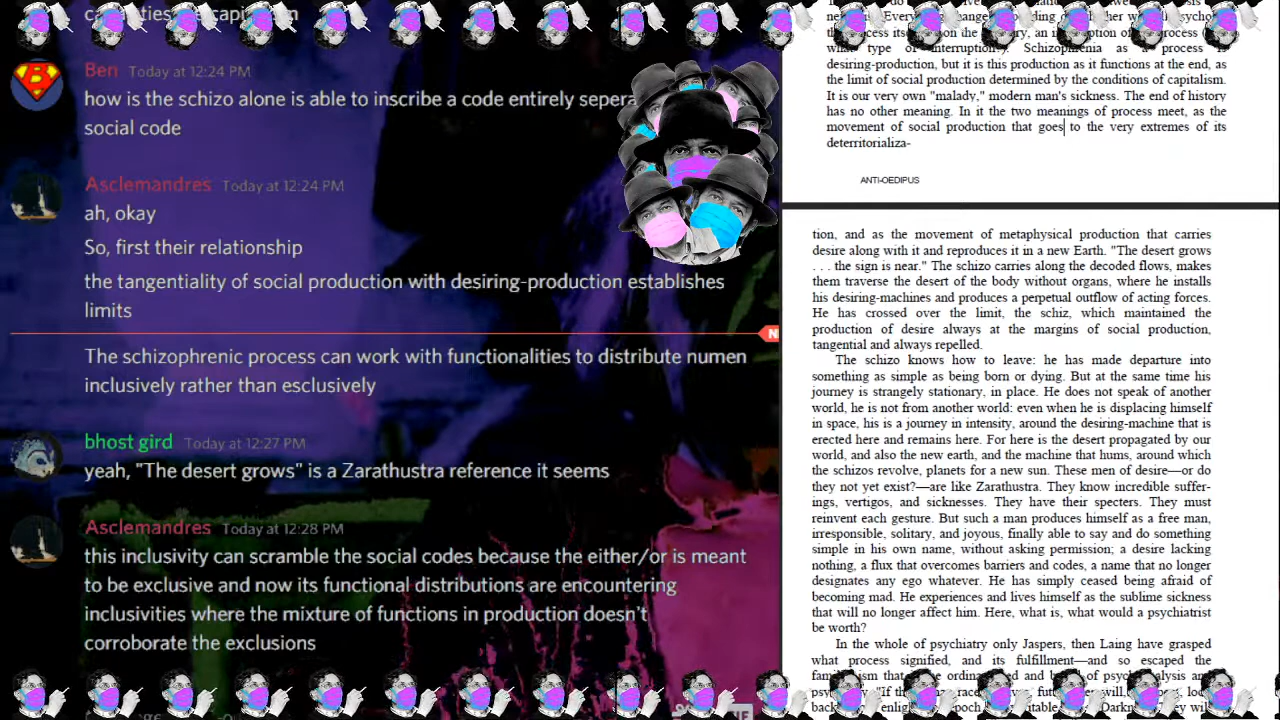 Ben Today at 12:24 PM
how is the schizo alone is able to inscribe a code entirely sepera
social code
Asclemandres Today at 12:24 PM
ah, okay
So, first their relationship
the tangentiality of social production with desiring-production establishes
limits
The schizophrenic process can work with functionalities to distribute numen
inclusively rather than esclusively
bhost gird Today at 12:27 PM
yeah, "The desert grows" is a Zarathustra reference it seems
Asclemandres Today at 12:28 PM
this inclusivity can scramble the social codes because the either/or is meant
to be exclusive and now its functional distributions are encountering
inclusivities where the mixture of functions in production doesn't
corroborate the exclusions
what type of interruption). Schizophrenia as a process is
desiring-production, but it is this production as it functions at the end, as
the limit of social production determined by the conditions of capitalism.
It is our very own "malady," modern man's sickness. The end of history
has no other meaning. In it the two meanings of process meet, as the
movement of social production that goes to the very extremes of its
deterritorializa-
ANTI-OEDIPUS
tion, and as the movement of metaphysical production that carries
desire along with it and reproduces it in a new Earth. "The desert grows
. . . the sign is near." The schizo carries along the decoded flows, makes
them traverse the desert of the body without organs, where he installs
his desiring-machines and produces a perpetual outflow of acting forces.
He has crossed over the limit, the schiz, which maintained the
production of desire always at the margins of social production,
tangential and always repelled.
The schizo knows how to leave: he has made departure into
something as simple as being born or dying. But at the same time his
journey is strangely stationary, in place. He does not speak of another
world, he is not from another world: even when he is displacing himself
in space, his is a journey in intensity, around the desiring-machine that is
erected here and remains here. For here is the desert propagated by our
world, and also the new earth, and the machine that hums, around which
the schizos revolve, planets for a new sun. These men of desire—or do
they not yet exist?—are like Zarathustra. They know incredible suffer-
ings, vertigos, and sicknesses. They have their specters. They must
reinvent each gesture. But such a man produces himself as a free man,
irresponsible, solitary, and joyous, finally able to say and do something
simple in his own name, without asking permission; a desire lacking
nothing, a flux that overcomes barriers and codes, a name that no longer
designates any ego whatever. He has simply ceased being afraid of
becoming mad. He experiences and lives himself as the sublime sickness
that will no longer affect him. Here, what is, what would a psychiatrist
be worth?
In the whole of psychiatry only Jaspers, then Laing have grasped
what process signified, and its fulfillment—and so escaped the